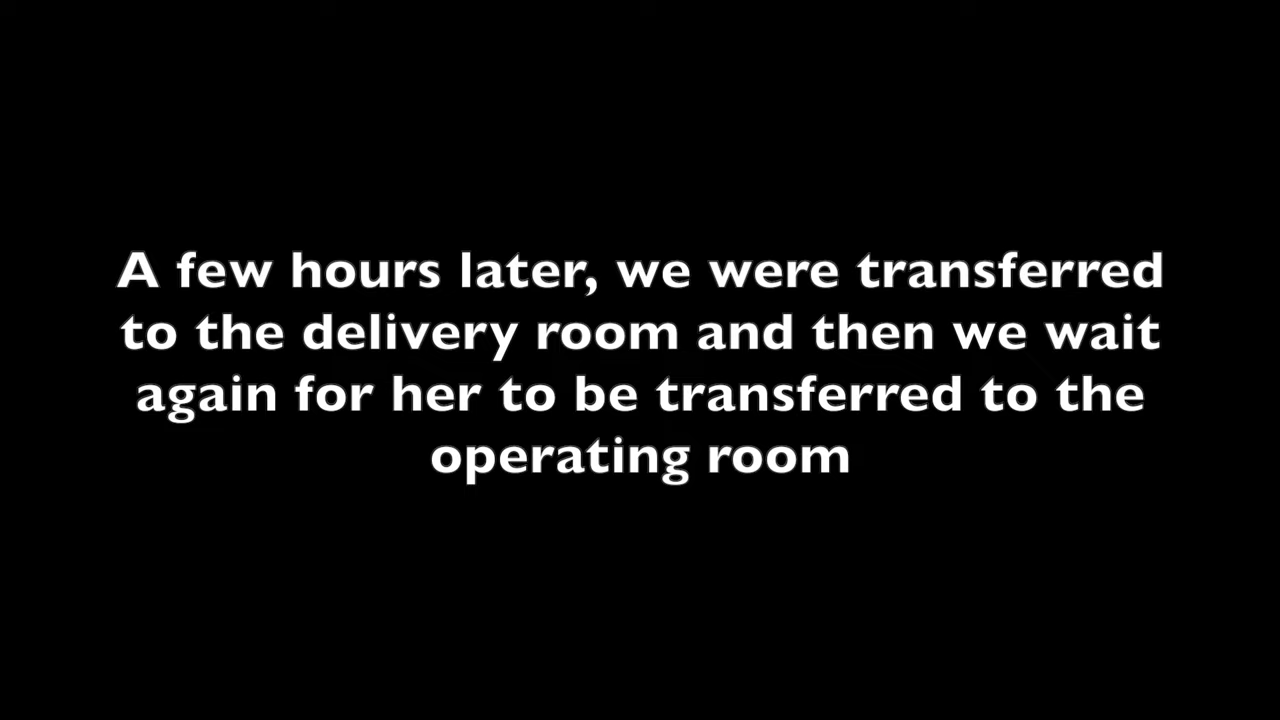 A few hours later, we were transferred
to the delivery room and then we wait
again for her to be transferred to the
operating room